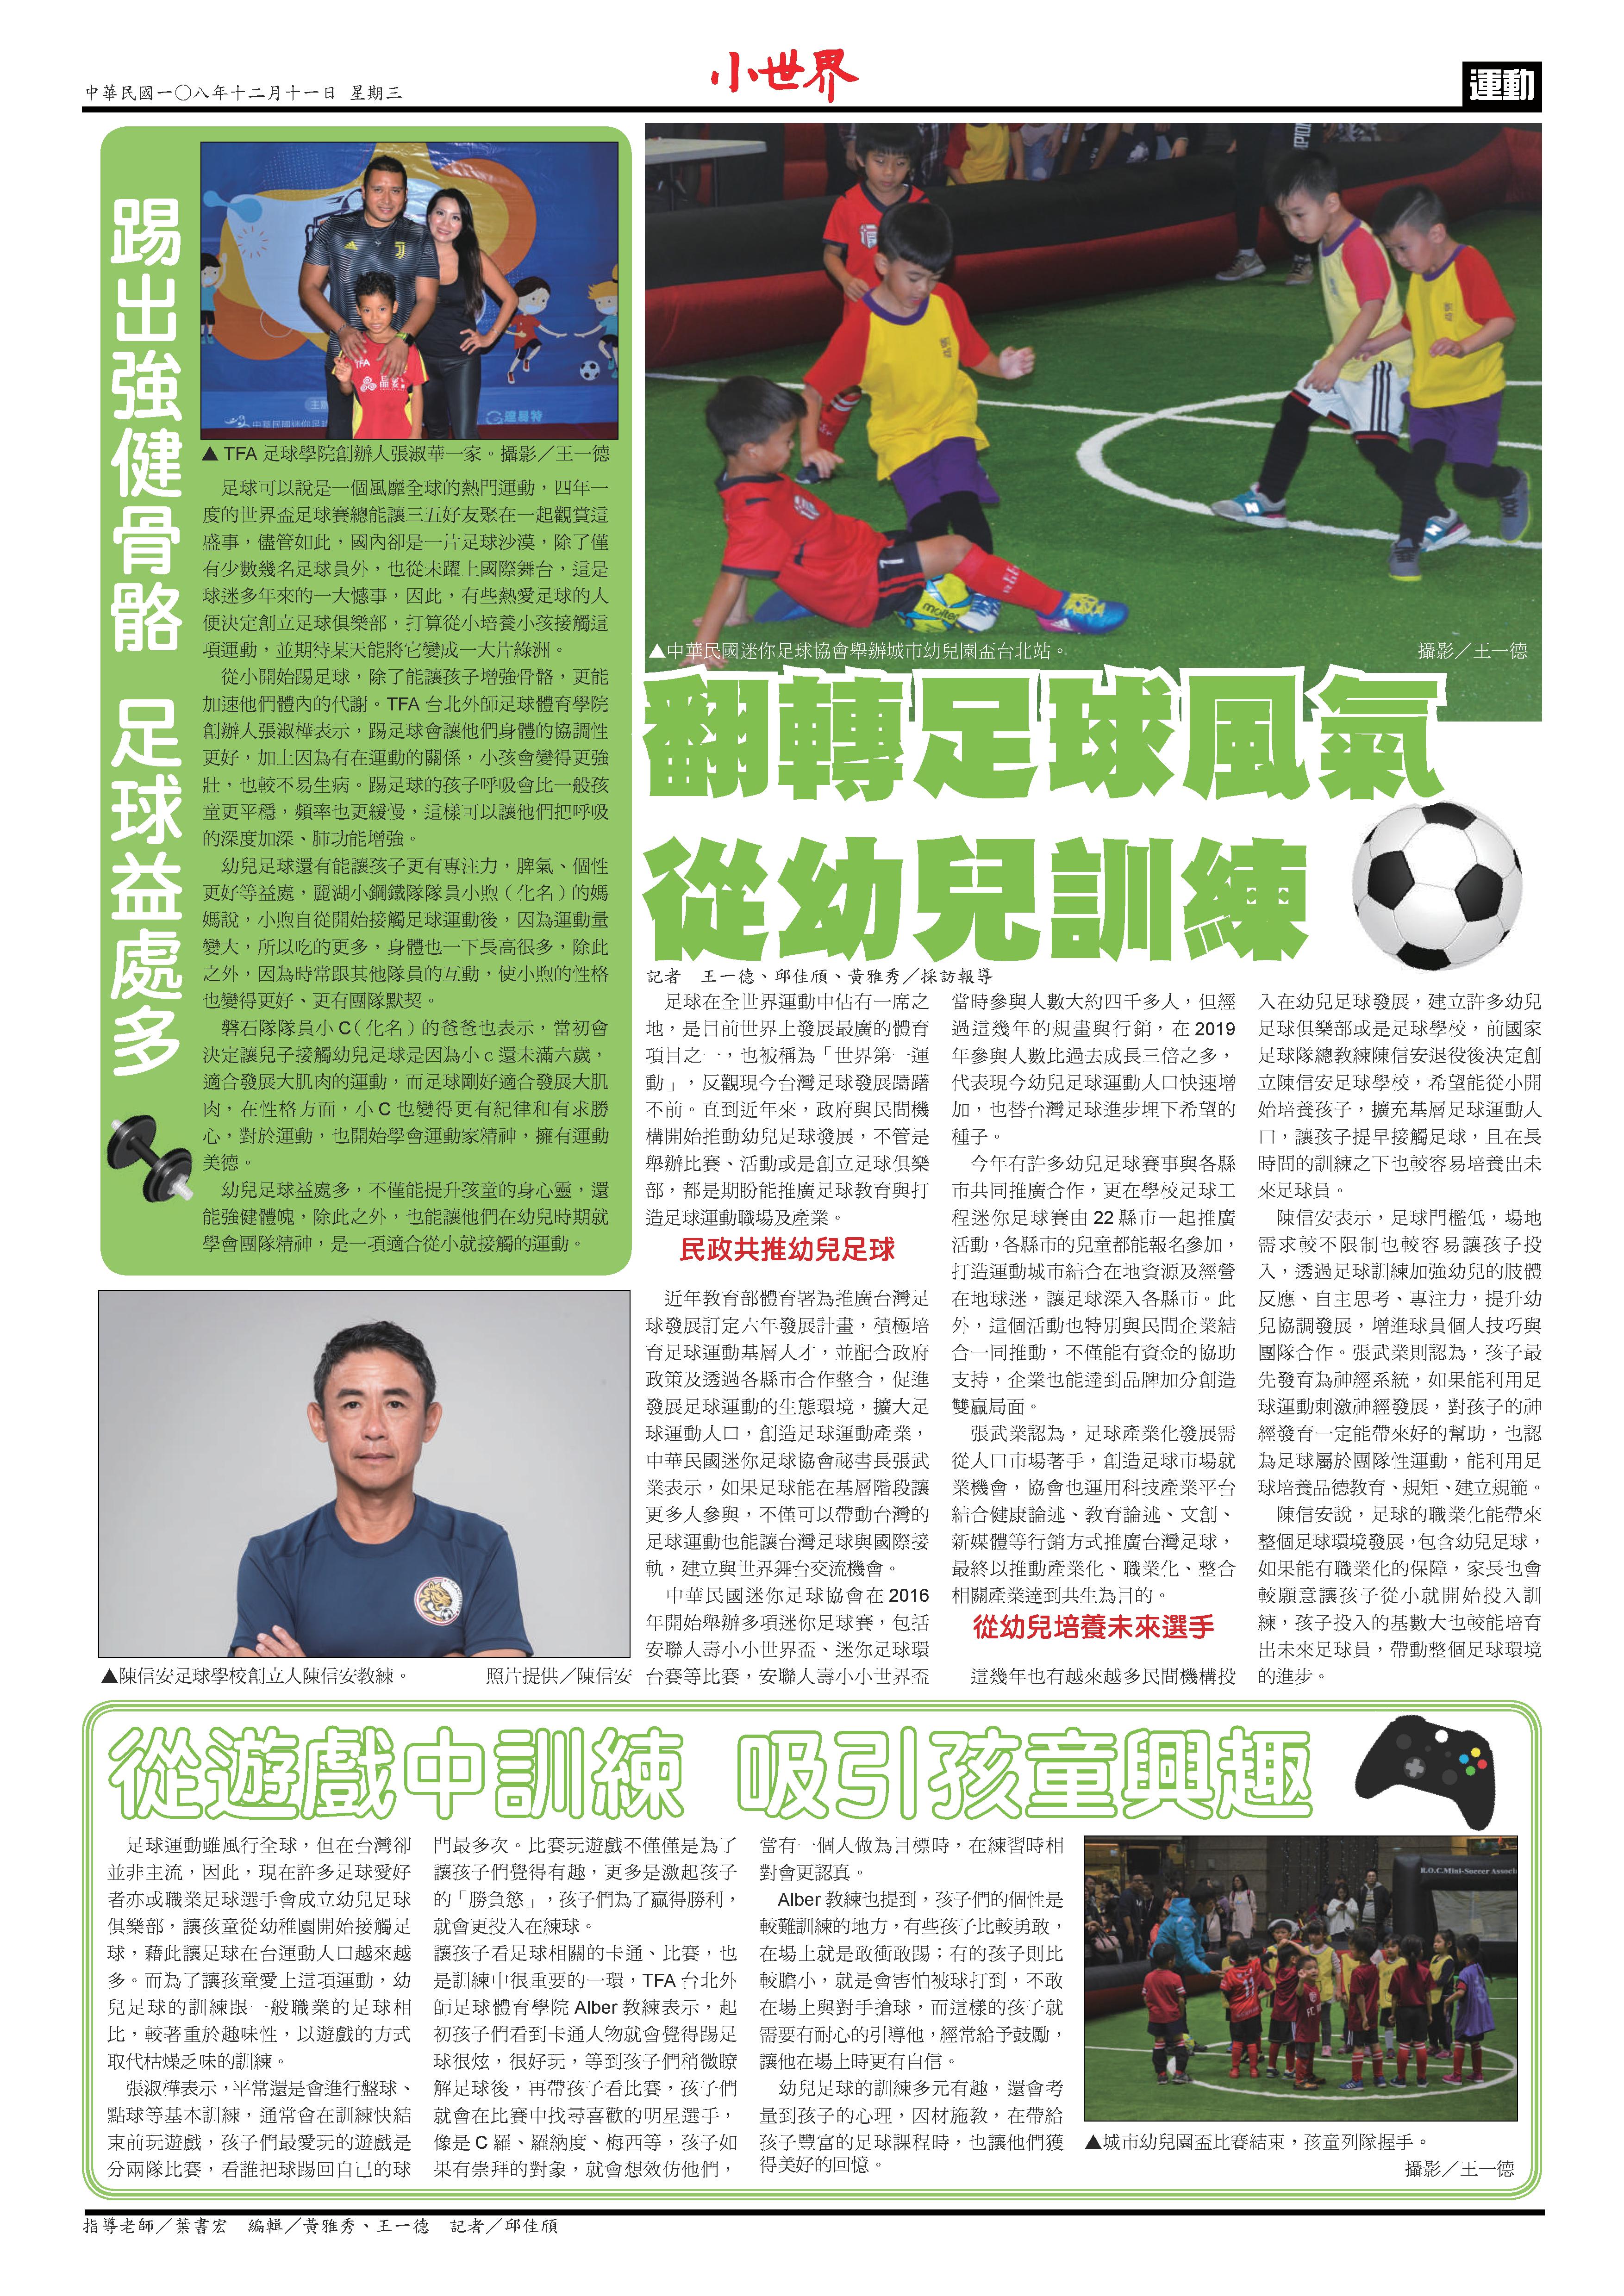 中華民國一〇八年十二月十一日 星期三
小世界
運動
踢出強健骨骼 足球益處多
▲ TFA 足球學院創辦人張淑華一家。攝影／王一德
足球可以說是一個風靡全球的熱門運動，四年一
度的世界盃足球賽總能讓三五好友聚在一起觀賞這
盛事，儘管如此，國內卻是一片足球沙漠，除了僅
有少數幾名足球員外，也從未躍上國際舞台，這是
球迷多年來的一大憾事，因此，有些熱愛足球的人
便決定創立足球俱樂部，打算從小培養小孩接觸這
項運動，並期待某天能將它變成一大片綠洲。
從小開始踢足球，除了能讓孩子增強骨骼，更能
加速他們體內的代謝。TFA 台北外師足球體育學院
創辦人張淑樺表示，踢足球會讓他們身體的協調性
更好，加上因為有在運動的關係，小孩會變得更強
壯，也較不易生病。踢足球的孩子呼吸會比一般孩
童更平穩，頻率也更緩慢，這樣可以讓他們把呼吸
的深度加深、肺功能增強。
幼兒足球還有能讓孩子更有專注力，脾氣、個性
更好等益處，麗湖小鋼鐵隊隊員小煦（化名）的媽
媽說，小煦自從開始接觸足球運動後，因為運動量
變大，所以吃的更多，身體也一下長高很多，除此
之外，因為時常跟其他隊員的互動，使小煦的性格
也變得更好、更有團隊默契。
磐石隊隊員小 C（化名）的爸爸也表示，當初會
決定讓兒子接觸幼兒足球是因為小 c 還未滿六歲，
適合發展大肌肉的運動，而足球剛好適合發展大肌
肉，在性格方面，小 C 也變得更有紀律和有求勝
心，對於運動，也開始學會運動家精神，擁有運動
美德。
幼兒足球益處多，不僅能提升孩童的身心靈，還
能強健體魄，除此之外，也能讓他們在幼兒時期就
學會團隊精神，是一項適合從小就接觸的運動。
▲陳信安足球學校創立人陳信安教練。 照片提供／陳信安
▲中華民國迷你足球協會舉辦城市幼兒園盃台北站。 攝影／王一德
molten
翻轉足球風氣
從幼兒訓練
記者 王一德、邱佳頎、黃雅秀／採訪報導
足球在全世界運動中佔有一席之
地，是目前世界上發展最廣的體育
項目之一，也被稱為「世界第一運
動」，反觀現今台灣足球發展躊躇
不前。直到近年來，政府與民間機
構開始推動幼兒足球發展，不管是
舉辦比賽、活動或是創立足球俱樂
部，都是期盼能推廣足球教育與打
造足球運動職場及產業。
民政共推幼兒足球
近年教育部體育署為推廣台灣足
球發展訂定六年發展計畫，積極培
育足球運動基層人才，並配合政府
政策及透過各縣市合作整合，促進
發展足球運動的生態環境，擴大足
球運動人口，創造足球運動產業，
中華民國迷你足球協會祕書長張武
業表示，如果足球能在基層階段讓
更多人參與，不僅可以帶動台灣的
足球運動也能讓台灣足球與國際接
軌，建立與世界舞台交流機會。
中華民國迷你足球協會在 2016
年開始舉辦多項迷你足球賽，包括
安聯人壽小小世界盃、迷你足球環
台賽等比賽，安聯人壽小小世界盃
當時參與人數大約四千多人，但經
過這幾年的規畫與行銷，在 2019
年參與人數比過去成長三倍之多，
代表現今幼兒足球運動人口快速增
加，也替台灣足球進步埋下希望的
種子。
今年有許多幼兒足球賽事與各縣
市共同推廣合作，更在學校足球工
程迷你足球賽由 22 縣市一起推廣
活動，各縣市的兒童都能報名參加，
打造運動城市結合在地資源及經營
在地球迷，讓足球深入各縣市。此
外，這個活動也特別與民間企業結
合一同推動，不僅能有資金的協助
支持，企業也能達到品牌加分創造
雙贏局面。
張武業認為，足球產業化發展需
從人口市場著手，創造足球市場就
業機會，協會也運用科技產業平台
結合健康論述、教育論述、文創、
新媒體等行銷方式推廣台灣足球，
最終以推動產業化、職業化、整合
相關產業達到共生為目的。
從幼兒培養未來選手
這幾年也有越來越多民間機構投
入在幼兒足球發展，建立許多幼兒
足球俱樂部或是足球學校，前國家
足球隊總教練陳信安退役後決定創
立陳信安足球學校，希望能從小開
始培養孩子，擴充基層足球運動人
口，讓孩子提早接觸足球，且在長
時間的訓練之下也較容易培養出未
來足球員。
陳信安表示，足球門檻低，場地
需求較不限制也較容易讓孩子投
入，透過足球訓練加強幼兒的肢體
反應、自主思考、專注力，提升幼
兒協調發展，增進球員個人技巧與
團隊合作。張武業則認為，孩子最
先發育為神經系統，如果能利用足
球運動刺激神經發展，對孩子的神
經發育一定能帶來好的幫助，也認
為足球屬於團隊性運動，能利用足
球培養品德教育、規矩、建立規範。
陳信安說，足球的職業化能帶來
整個足球環境發展，包含幼兒足球，
如果能有職業化的保障，家長也會
較願意讓孩子從小就開始投入訓
練，孩子投入的基數大也較能培育
出未來足球員，帶動整個足球環境
的進步。
從遊戲中訓練 吸引孩童興趣
足球運動雖風行全球，但在台灣卻
並非主流，因此，現在許多足球愛好
者亦或職業足球選手會成立幼兒足球
俱樂部，讓孩童從幼稚園開始接觸足
球，藉此讓足球在台運動人口越來越
多。而為了讓孩童愛上這項運動，幼
兒足球的訓練跟一般職業的足球相
比，較著重於趣味性，以遊戲的方式
取代枯燥乏味的訓練。
張淑樺表示，平常還是會進行盤球、
點球等基本訓練，通常會在訓練快結
束前玩遊戲，孩子們最愛玩的遊戲是
分兩隊比賽，看誰把球踢回自己的球
門最多次。比賽玩遊戲不僅僅是為了
讓孩子們覺得有趣，更多是激起孩子
的「勝負慾」，孩子們為了贏得勝利，
就會更投入在練球。
讓孩子看足球相關的卡通、比賽，也
是訓練中很重要的一環，TFA 台北外
師足球體育學院 Alber 教練表示，起
初孩子們看到卡通人物就會覺得踢足
球很炫，很好玩，等到孩子們稍微瞭
解足球後，再帶孩子看比賽，孩子們
就會在比賽中找尋喜歡的明星選手，
像是 C 羅、羅納度、梅西等，孩子如
果有崇拜的對象，就會想效仿他們，
當有一個人做為目標時，在練習時相
對會更認真。
Alber 教練也提到，孩子們的個性是
較難訓練的地方，有些孩子比較勇敢，
在場上就是敢衝敢踢；有的孩子則比
較膽小，就是會害怕被球打到，不敢
在場上與對手搶球，而這樣的孩子就
需要有耐心的引導他，經常給予鼓勵，
讓他在場上時更有自信。
幼兒足球的訓練多元有趣，還會考
量到孩子的心理，因材施教，在帶給
孩子豐富的足球課程時，也讓他們獲
得美好的回憶。
R.O.C.Mini-Soccer
▲城市幼兒園盃比賽結束，孩童列隊握手。
攝影／王一德
指導老師／葉書宏 編輯／黃雅秀、王一德 記者／邱佳頎